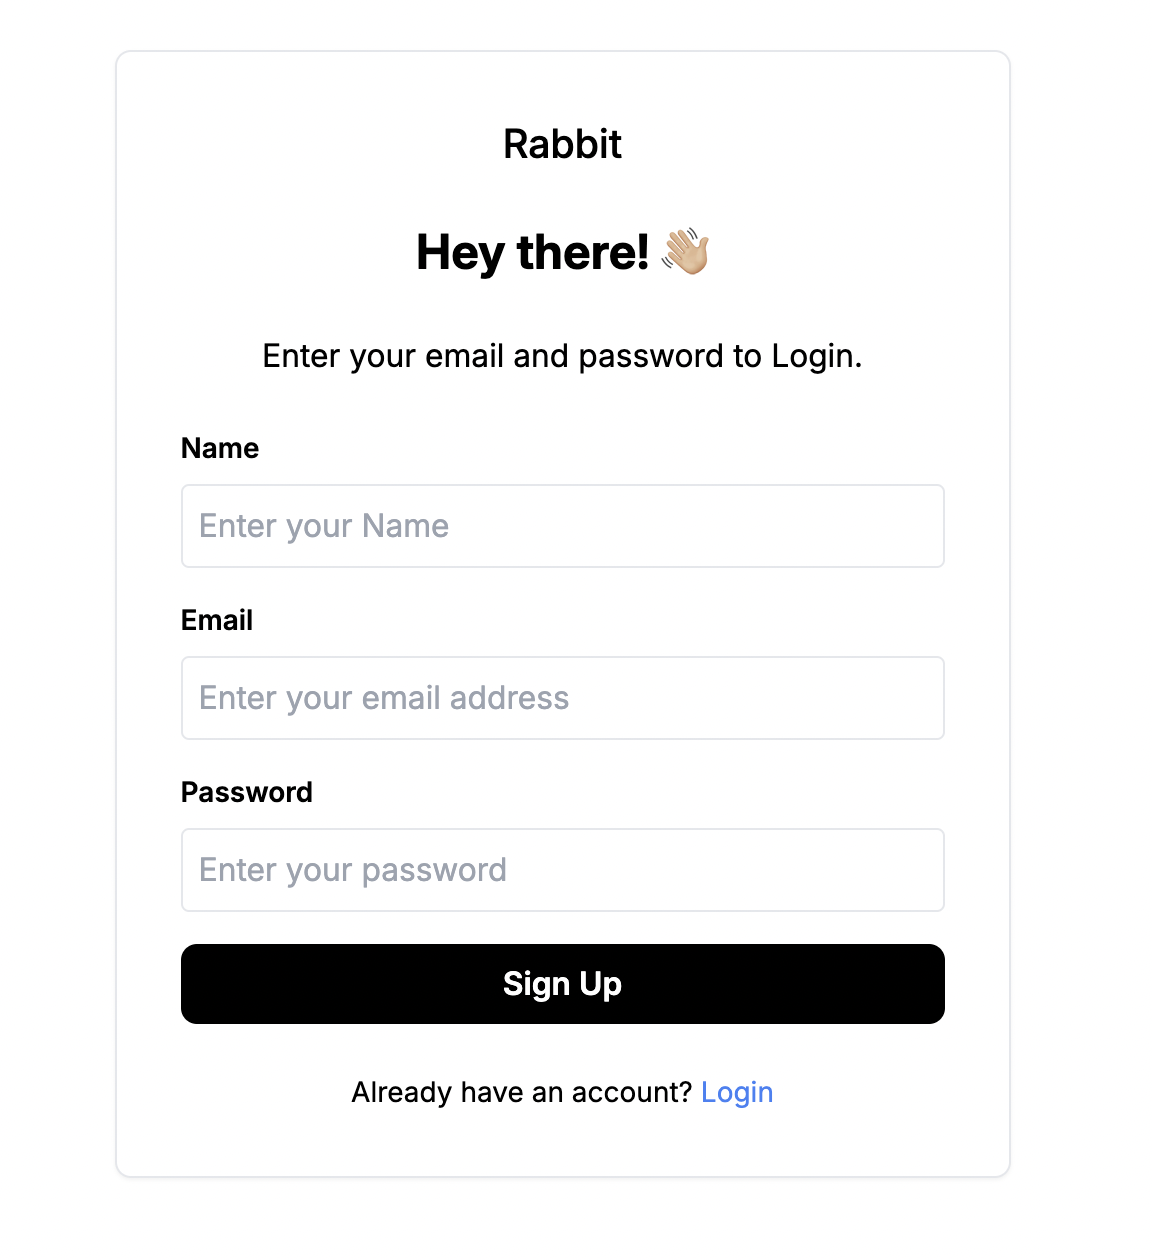 Rabbit
Hey there! 👋🏼
Enter your email and password to Login.
Name
Enter your Name
Email
Enter your email address
Password
Enter your password
Sign Up
Already have an account? Login